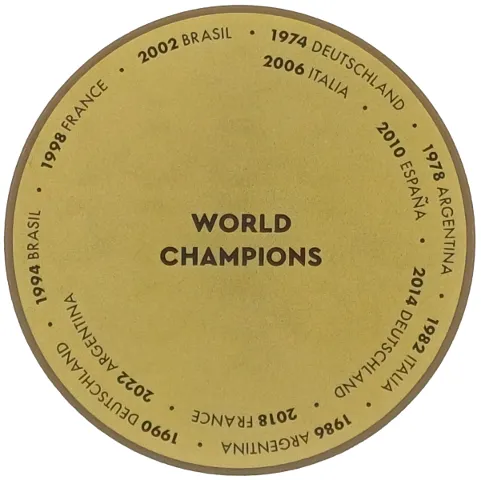 1974 DEUTSCHLAND • 1978 ARGENTINA • 1982 ITALIA • 1986 ARGENTINA • 1990 DEUTSCHLAND • 1994 BRASIL • 1998 FRANCE • 2002 BRASIL •
2006 ITALIA • 2010 ESPAÑA • 2014 DEUTSCHLAND • 2018 FRANCE • 2022 ARGENTINA
WORLD
CHAMPIONS